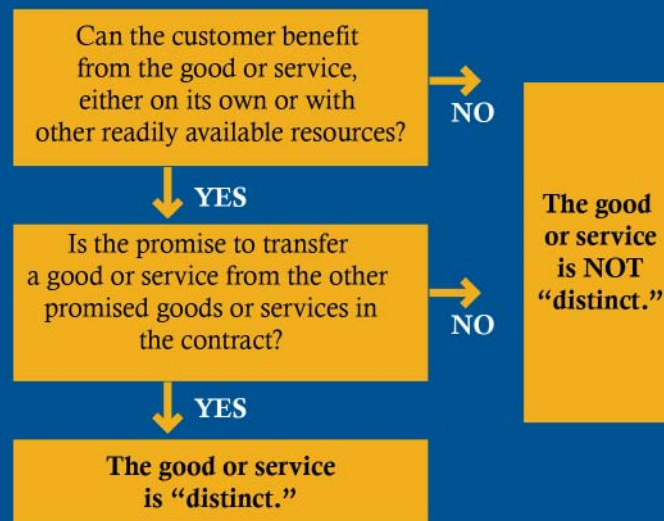 Can the customer benefit
from the good or service,
either on its own or with
other readily available resources?
NO
YES
Is the promise to transfer
a good or service from the other
promised goods or services in
the contract?
NO
YES
The good or service
is “distinct.”
The good
or service
is NOT
“distinct.”